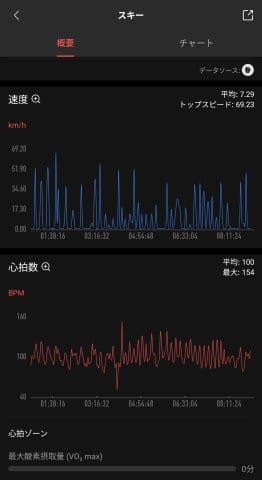 スキー
概要 チャート
データソース:
速度
平均: 7.29
トップスピード: 69.23
km/h
69.20
51.90
34.60
17.30
0.00
01:38:16 03:16:32 04:54:48 06:33:04 08:11:24
心拍数
平均: 100
最大: 154
BPM
160
100
40
01:38:16 03:16:32 04:54:48 06:33:04 08:11:24
心拍ゾーン
最大酸素摂取量 (VO₂ max)
0分